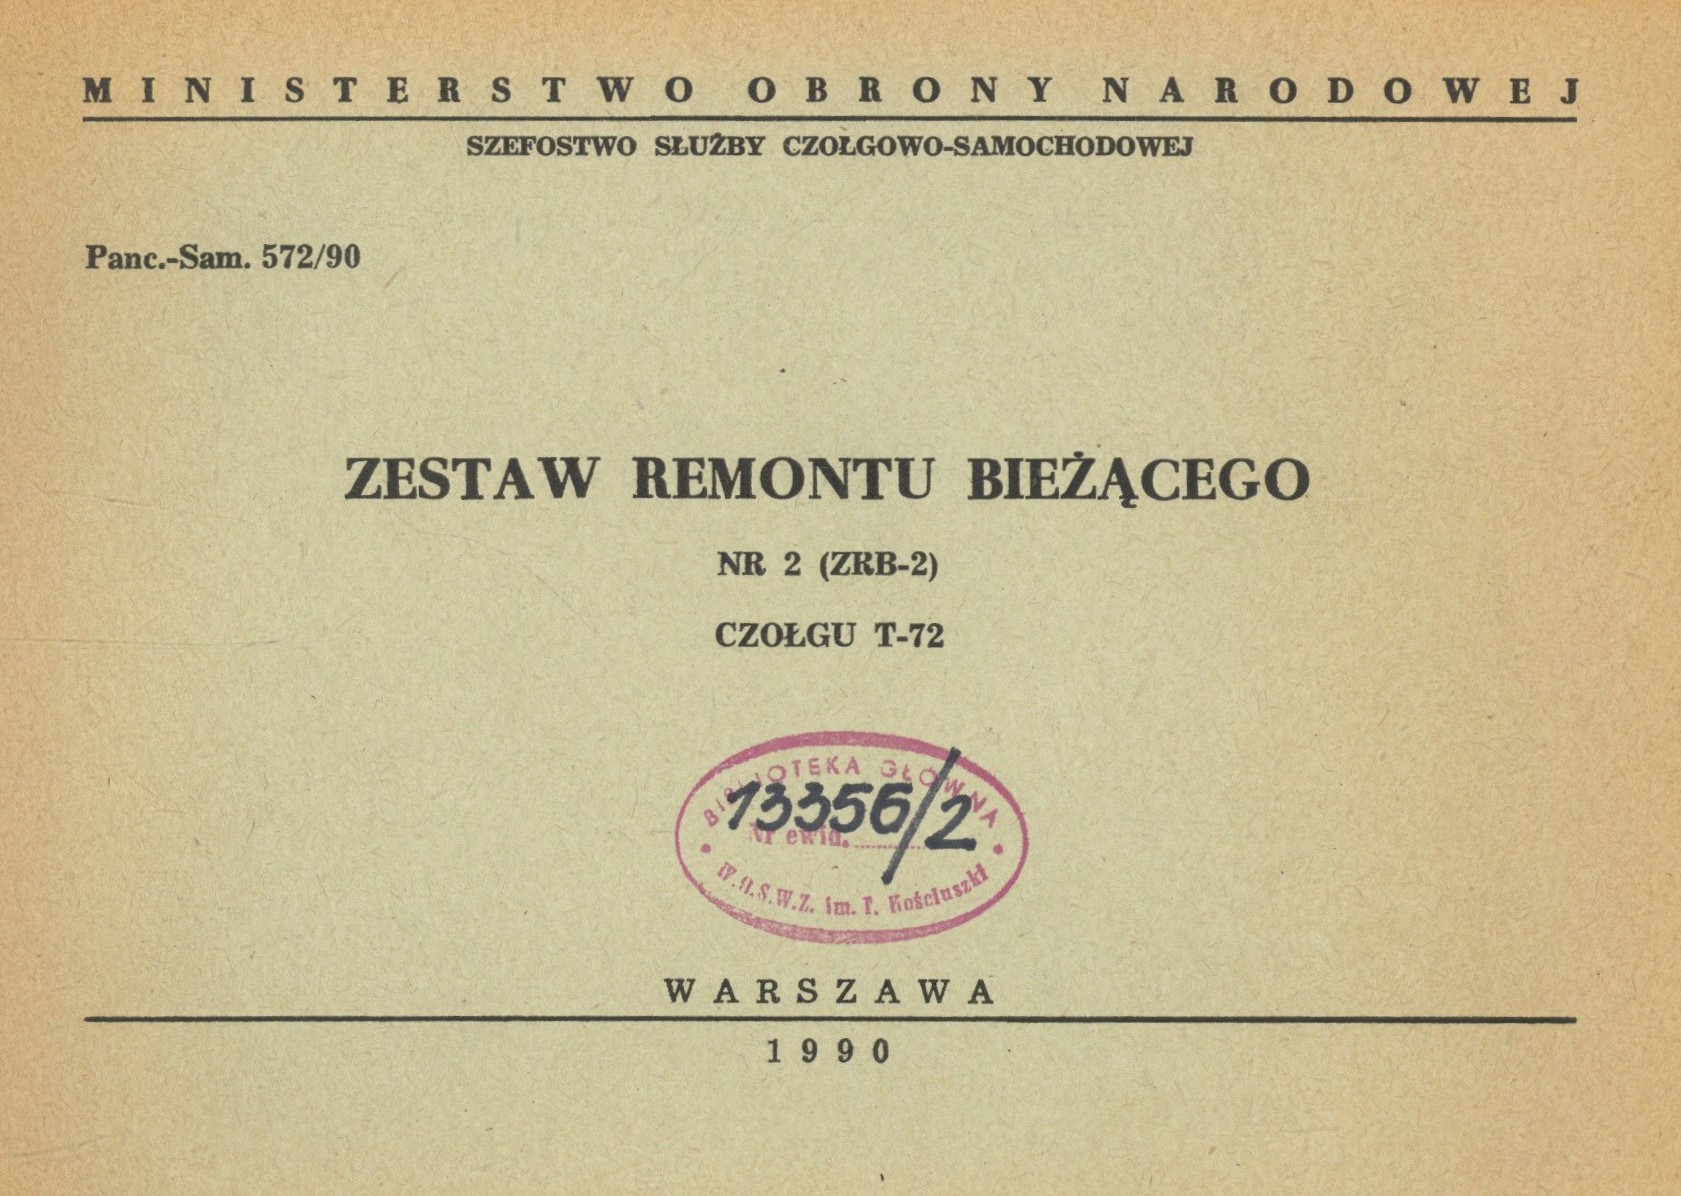 MINISTERSTWO OBRONY NARODOWEJ
SZEFOSTWO SŁUŻBY CZOŁGOWO-SAMOCHODOWEJ
Panc.-Sam. 572/90
ZESTAW REMONTU BIEŻĄCEGO
NR 2 (ZRB-2)
CZOŁGU T-72
BIBLIOTEKA GŁÓWNA
13356/2
Nr ewid.
W.O.S.W.Z. im. T. Kościuszki
WARSZAWA
1990